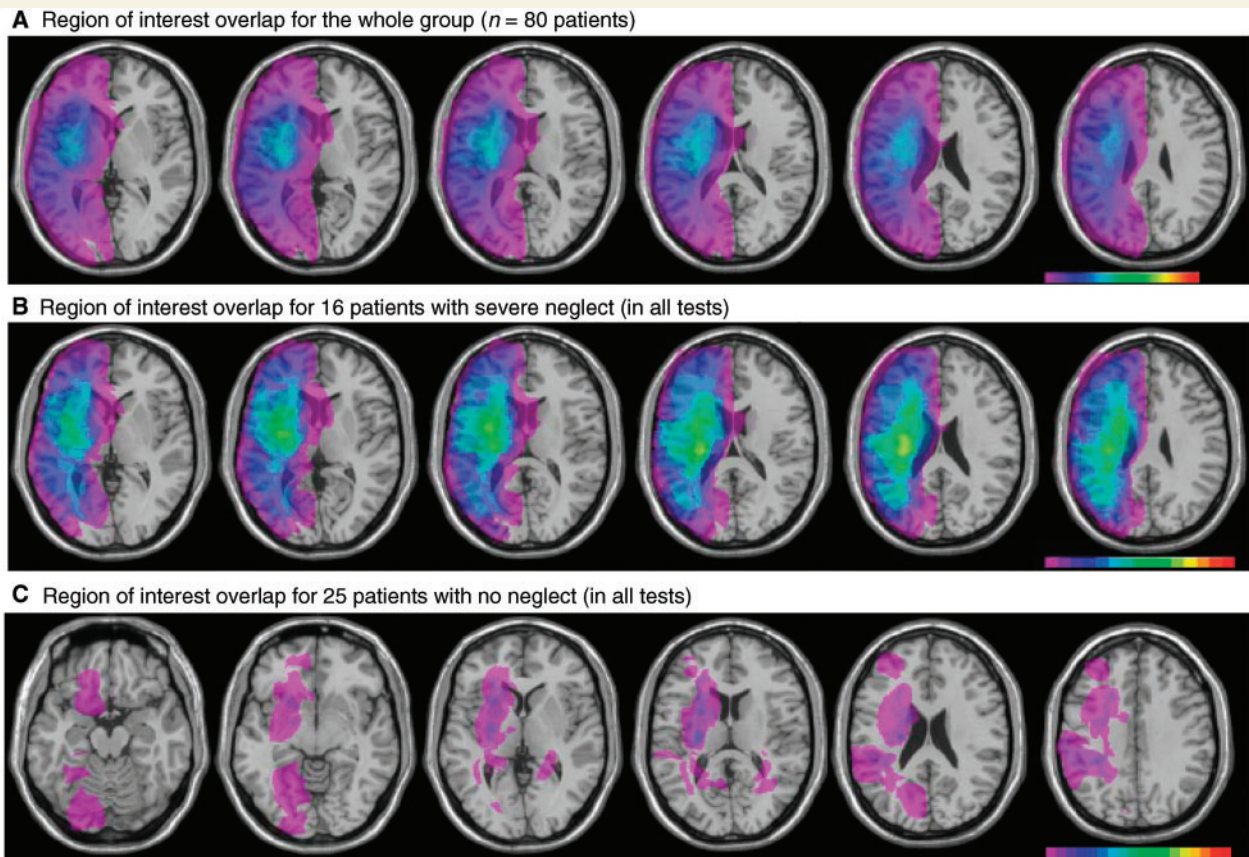 A Region of interest overlap for the whole group (n = 80 patients)
B Region of interest overlap for 16 patients with severe neglect (in all tests)
C Region of interest overlap for 25 patients with no neglect (in all tests)